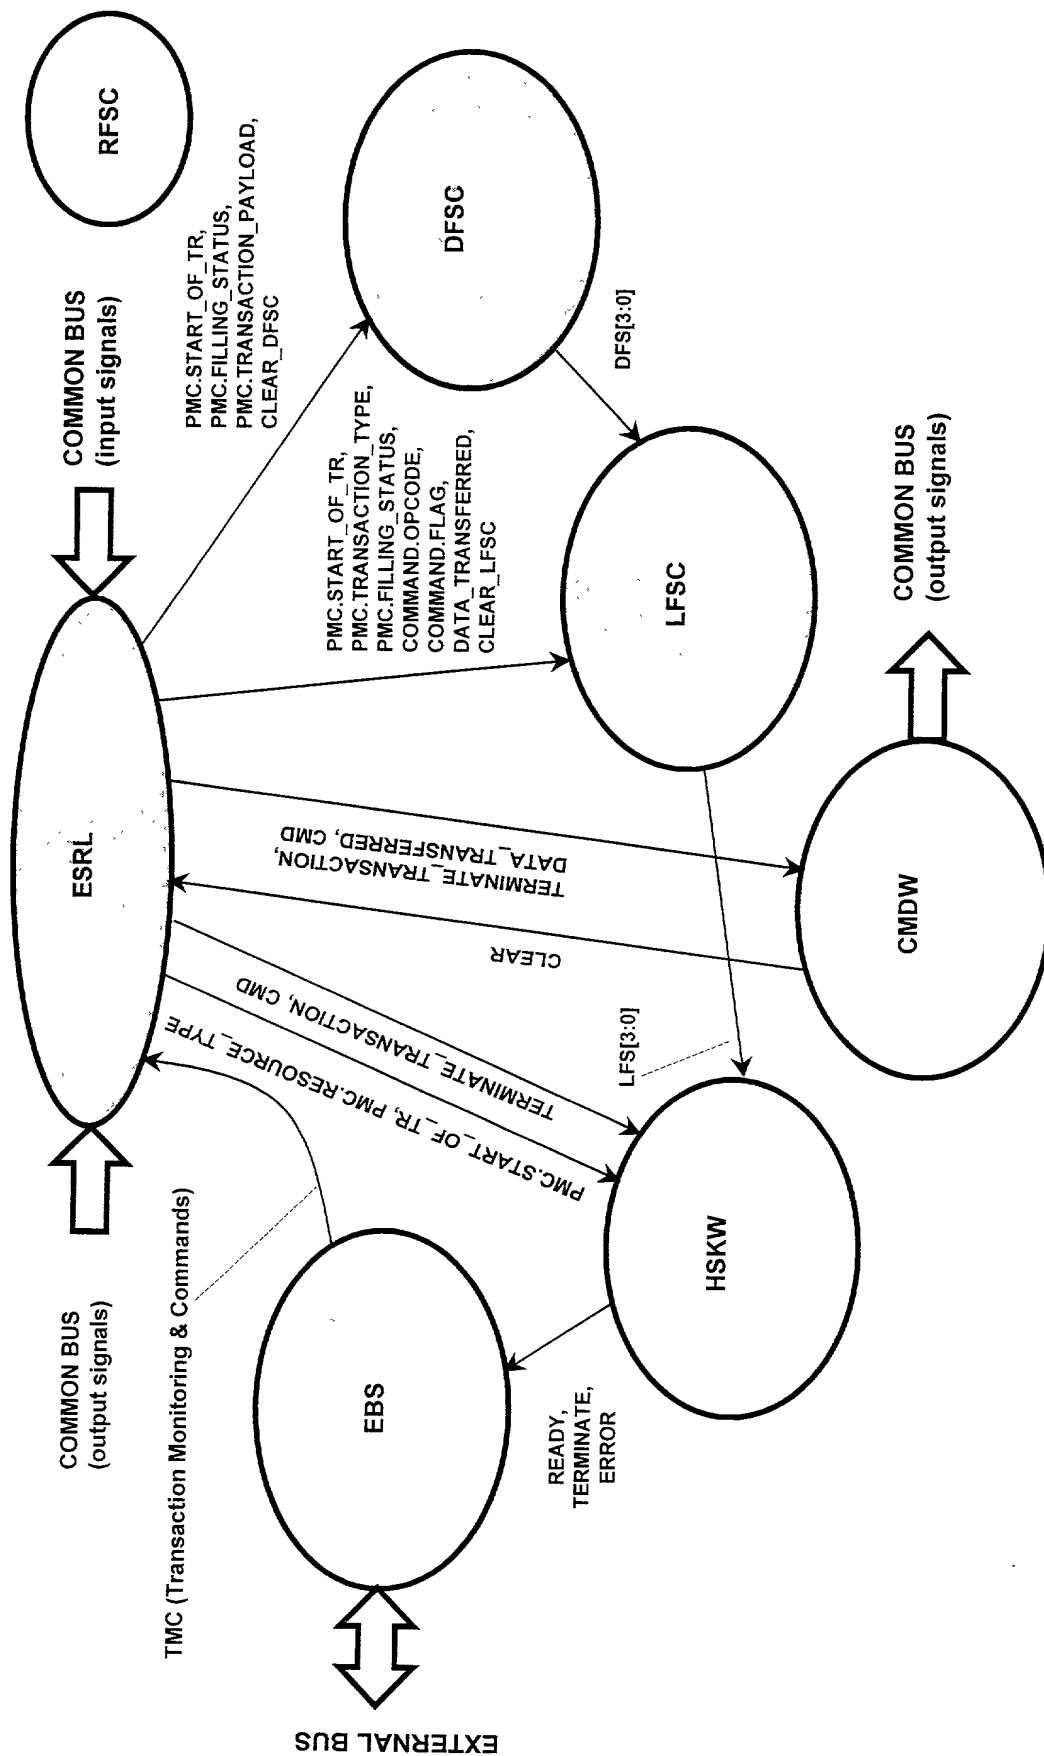 COMMON BUS
(output signals)
ESRL
COMMON BUS
(input signals)
RFSC
TMC (Transaction Monitoring & Commands)
PMC.START_OF_TR,
PMC.FILLING_STATUS,
PMC.TRANSACTION_PAYLOAD,
CLEAR_DFSC
EXTERNAL BUS
EBS
PMC.START_OF_TR, PMC.RESOURCE_TYPE
TERMINATE_TRANSACTION, CMD
CLEAR
TERMINATE_TRANSACTION,
DATA_TRANSFERRED, CMD
PMC.START_OF_TR,
PMC.TRANSACTION_TYPE,
PMC.FILLING_STATUS,
COMMAND.OPCODE,
COMMAND.FLAG,
DATA_TRANSFERRED,
CLEAR_LFSC
DFSC
READY,
TERMINATE,
ERROR
DFS[3:0]
LFS[3:0]
HSKW
LFSC
CMDW
COMMON BUS
(output signals)